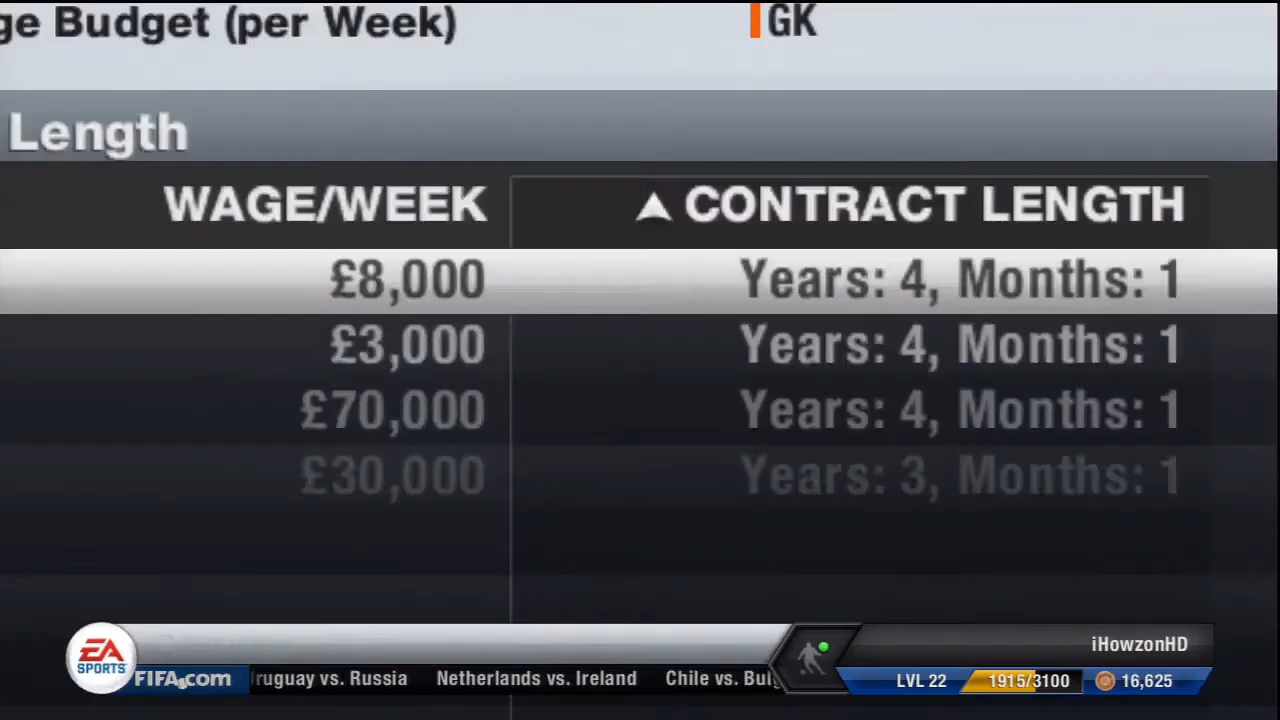 ge Budget (per Week)
GK
Length
WAGE/WEEK ▲ CONTRACT LENGTH
£8,000 Years: 4, Months: 1
£3,000 Years: 4, Months: 1
£70,000 Years: 4, Months: 1
£30,000 Years: 3, Months: 1
EA
SPORTS
iHowzonHD
FIFA.com ruguay vs. Russia Netherlands vs. Ireland Chile vs. Bulg
LVL 22 1915/3100 16,625